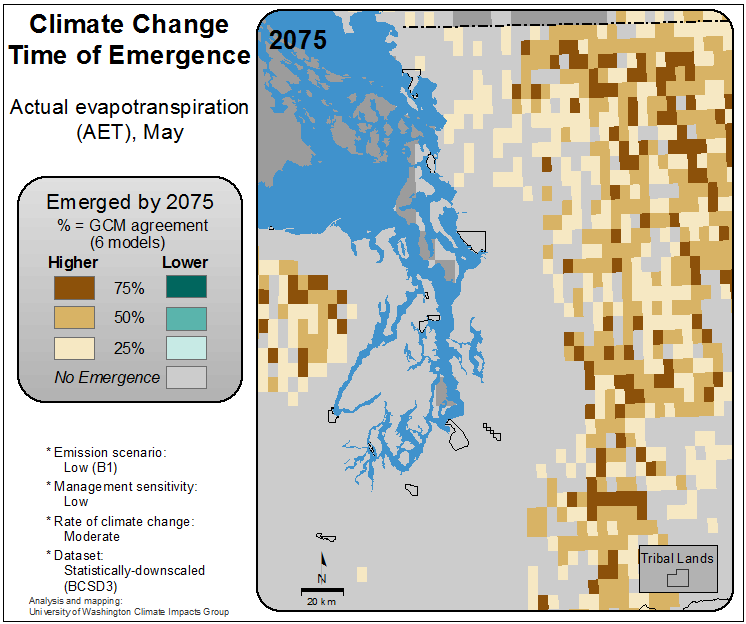 Climate Change
Time of Emergence
Actual evapotranspiration
(AET), May
Emerged by 2075
% = GCM agreement
(6 models)
Higher Lower
75%
50%
25%
No Emergence
* Emission scenario:
Low (B1)
* Management sensitivity:
Low
* Rate of climate change:
Moderate
* Dataset:
Statistically-downscaled
(BCSD3)
Analysis and mapping:
University of Washington Climate Impacts Group
2075
N
20 km
Tribal Lands